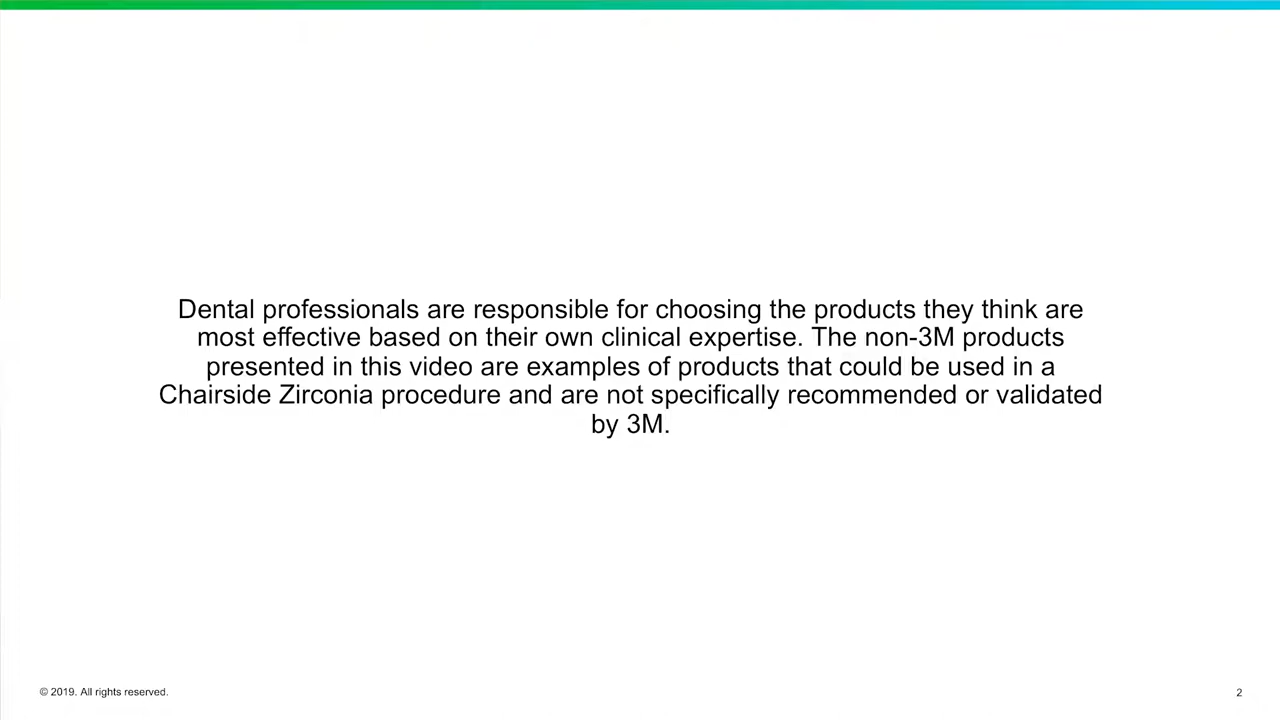 Dental professionals are responsible for choosing the products they think are
most effective based on their own clinical expertise. The non-3M products
presented in this video are examples of products that could be used in a
Chairside Zirconia procedure and are not specifically recommended or validated
by 3M.
© 2019. All rights reserved.
2